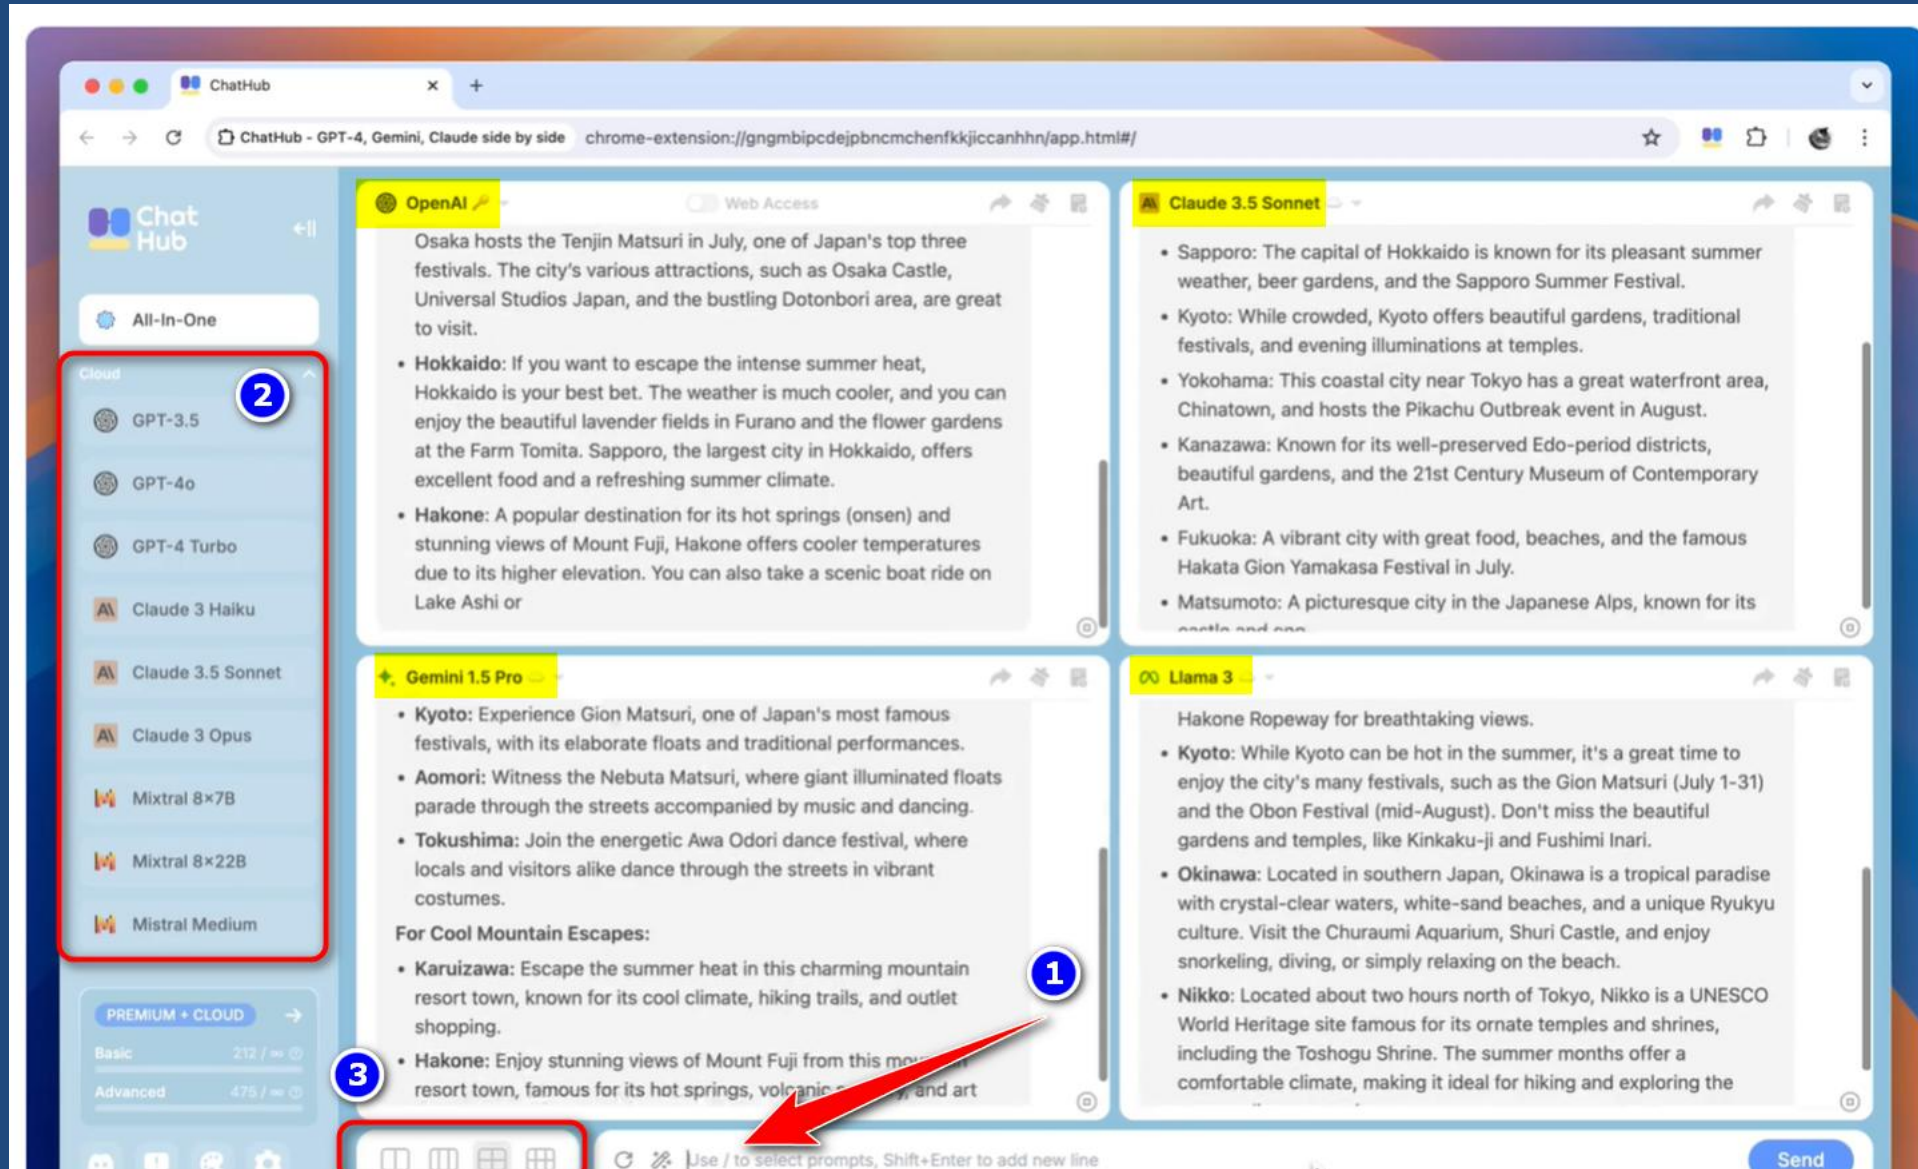 ChatHub
ChatHub - GPT-4, Gemini, Claude side by side
chrome-extension://gngmbipcdejpbncmchenfkkjiccanhhn/app.html#/
Chat
Hub
All-In-One
Cloud
2
GPT-3.5
GPT-4o
GPT-4 Turbo
Claude 3 Haiku
Claude 3.5 Sonnet
Claude 3 Opus
Mixtral 8×7B
Mixtral 8×22B
Mistral Medium
PREMIUM + CLOUD
Basic 212 / ∞
Advanced 475 / ∞
OpenAI
Web Access
Osaka hosts the Tenjin Matsuri in July, one of Japan's top three
festivals. The city's various attractions, such as Osaka Castle,
Universal Studios Japan, and the bustling Dotonbori area, are great
to visit.
• Hokkaido: If you want to escape the intense summer heat,
Hokkaido is your best bet. The weather is much cooler, and you can
enjoy the beautiful lavender fields in Furano and the flower gardens
at the Farm Tomita. Sapporo, the largest city in Hokkaido, offers
excellent food and a refreshing summer climate.
• Hakone: A popular destination for its hot springs (onsen) and
stunning views of Mount Fuji, Hakone offers cooler temperatures
due to its higher elevation. You can also take a scenic boat ride on
Lake Ashi or
Claude 3.5 Sonnet
• Sapporo: The capital of Hokkaido is known for its pleasant summer
weather, beer gardens, and the Sapporo Summer Festival.
• Kyoto: While crowded, Kyoto offers beautiful gardens, traditional
festivals, and evening illuminations at temples.
• Yokohama: This coastal city near Tokyo has a great waterfront area,
Chinatown, and hosts the Pikachu Outbreak event in August.
• Kanazawa: Known for its well-preserved Edo-period districts,
beautiful gardens, and the 21st Century Museum of Contemporary
Art.
• Fukuoka: A vibrant city with great food, beaches, and the famous
Hakata Gion Yamakasa Festival in July.
• Matsumoto: A picturesque city in the Japanese Alps, known for its
Gemini 1.5 Pro
• Kyoto: Experience Gion Matsuri, one of Japan's most famous
festivals, with its elaborate floats and traditional performances.
• Aomori: Witness the Nebuta Matsuri, where giant illuminated floats
parade through the streets accompanied by music and dancing.
• Tokushima: Join the energetic Awa Odori dance festival, where
locals and visitors alike dance through the streets in vibrant
costumes.
For Cool Mountain Escapes:
• Karuizawa: Escape the summer heat in this charming mountain
resort town, known for its cool climate, hiking trails, and outlet
shopping.
• Hakone: Enjoy stunning views of Mount Fuji from this
resort town, famous for its hot springs, and art
1
3
Llama 3
Hakone Ropeway for breathtaking views.
• Kyoto: While Kyoto can be hot in the summer, it's a great time to
enjoy the city's many festivals, such as the Gion Matsuri (July 1-31)
and the Obon Festival (mid-August). Don't miss the beautiful
gardens and temples, like Kinkaku-ji and Fushimi Inari.
• Okinawa: Located in southern Japan, Okinawa is a tropical paradise
with crystal-clear waters, white-sand beaches, and a unique Ryukyu
culture. Visit the Churaumi Aquarium, Shuri Castle, and enjoy
snorkeling, diving, or simply relaxing on the beach.
• Nikko: Located about two hours north of Tokyo, Nikko is a UNESCO
World Heritage site famous for its ornate temples and shrines,
including the Toshogu Shrine. The summer months offer a
comfortable climate, making it ideal for hiking and exploring the
Use / to select prompts, Shift+Enter to add new line
Send